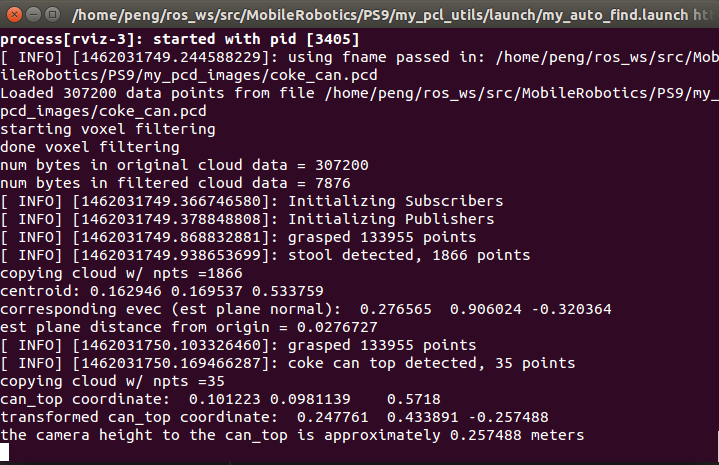 /home/peng/ros_ws/src/MobileRobotics/PS9/my_pcl_utils/launch/my_auto_find.launch
process[rviz-3]: started with pid [3405]
[ INFO] [1462031749.244588229]: using fname passed in: /home/peng/ros_ws/src/Mob
ileRobotics/PS9/my_pcd_images/coke_can.pcd
Loaded 307200 data points from file /home/peng/ros_ws/src/MobileRobotics/PS9/my_
pcd_images/coke_can.pcd
starting voxel filtering
done voxel filtering
num bytes in original cloud data = 307200
num bytes in filtered cloud data = 7876
[ INFO] [1462031749.366746580]: Initializing Subscribers
[ INFO] [1462031749.378848808]: Initializing Publishers
[ INFO] [1462031749.868832881]: grasped 133955 points
[ INFO] [1462031749.938653699]: stool detected, 1866 points
copying cloud w/ npts =1866
centroid: 0.162946 0.169537 0.533759
corresponding evec (est plane normal):  0.276565  0.906024 -0.320364
est plane distance from origin = 0.0276727
[ INFO] [1462031750.103326460]: grasped 133955 points
[ INFO] [1462031750.169466287]: coke can top detected, 35 points
copying cloud w/ npts =35
can_top coordinate:  0.101223 0.0981139    0.5718
transformed can_top coordinate:  0.247761  0.433891 -0.257488
the camera height to the can_top is approximately 0.257488 meters